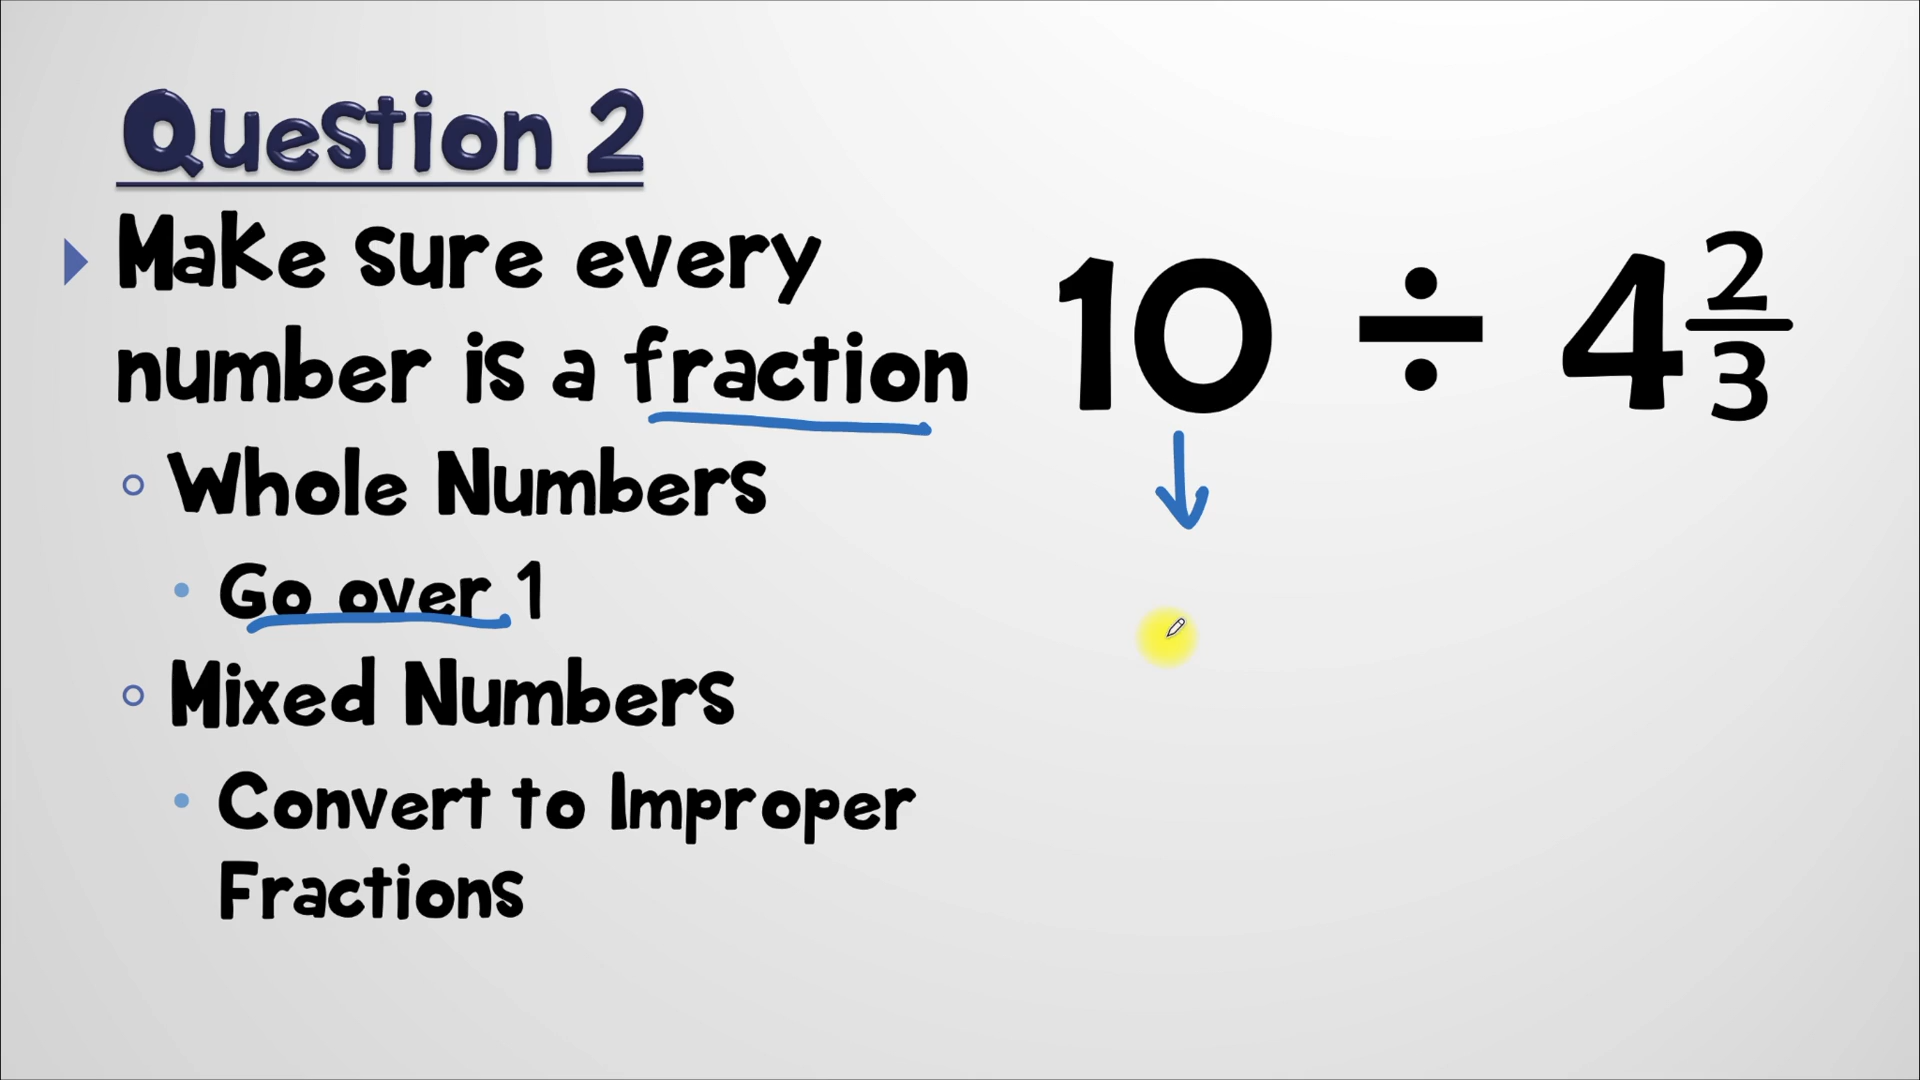 Question 2
Make sure every
number is a fraction
Whole Numbers
Go over 1
Mixed Numbers
Convert to Improper
Fractions
10 ÷ 4 2/3